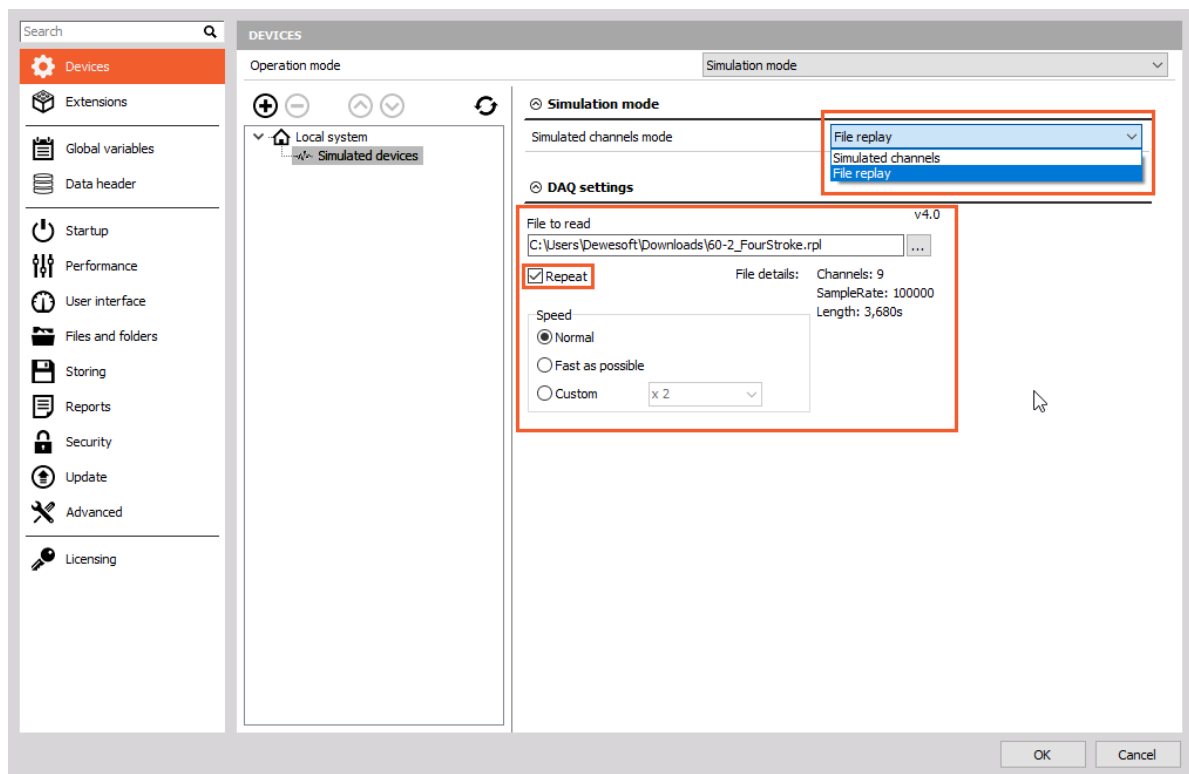 Search
DEVICES
Devices
Operation mode
Simulation mode
Extensions
Global variables
Data header
Startup
Performance
User interface
Files and folders
Storing
Reports
Security
Update
Advanced
Licensing
Local system
Simulated devices
Simulation mode
Simulated channels mode
File replay
Simulated channels
File replay
DAQ settings
v4.0
File to read
C:\Users\Dewesoft\Downloads\60-2_FourStroke.rpl
...
Repeat
File details:
Channels: 9
SampleRate: 100000
Length: 3,680s
Speed
Normal
Fast as possible
Custom
x 2
OK
Cancel